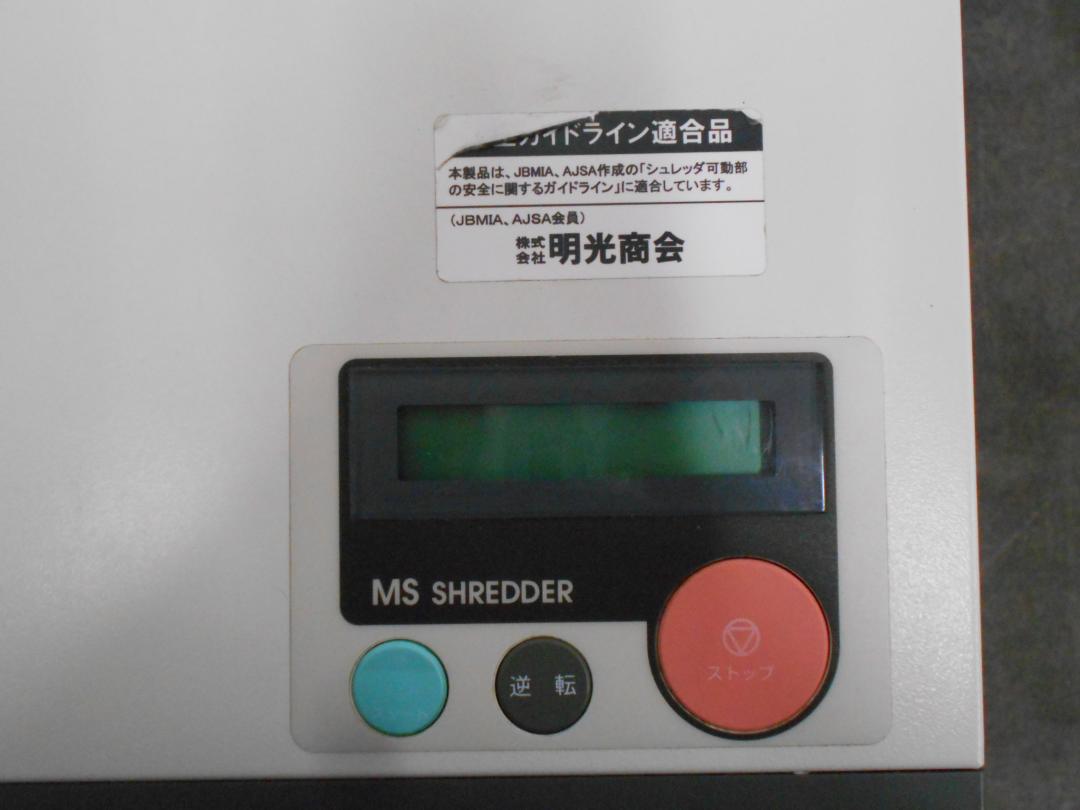 ガイドライン適合品
本製品は、JBMIA、AJSA作成の「シュレッダ可動部
の安全に関するガイドライン」に適合しています。
（JBMIA、AJSA会員）
株式
会社 明光商会
MS SHREDDER
逆 転
ストップ